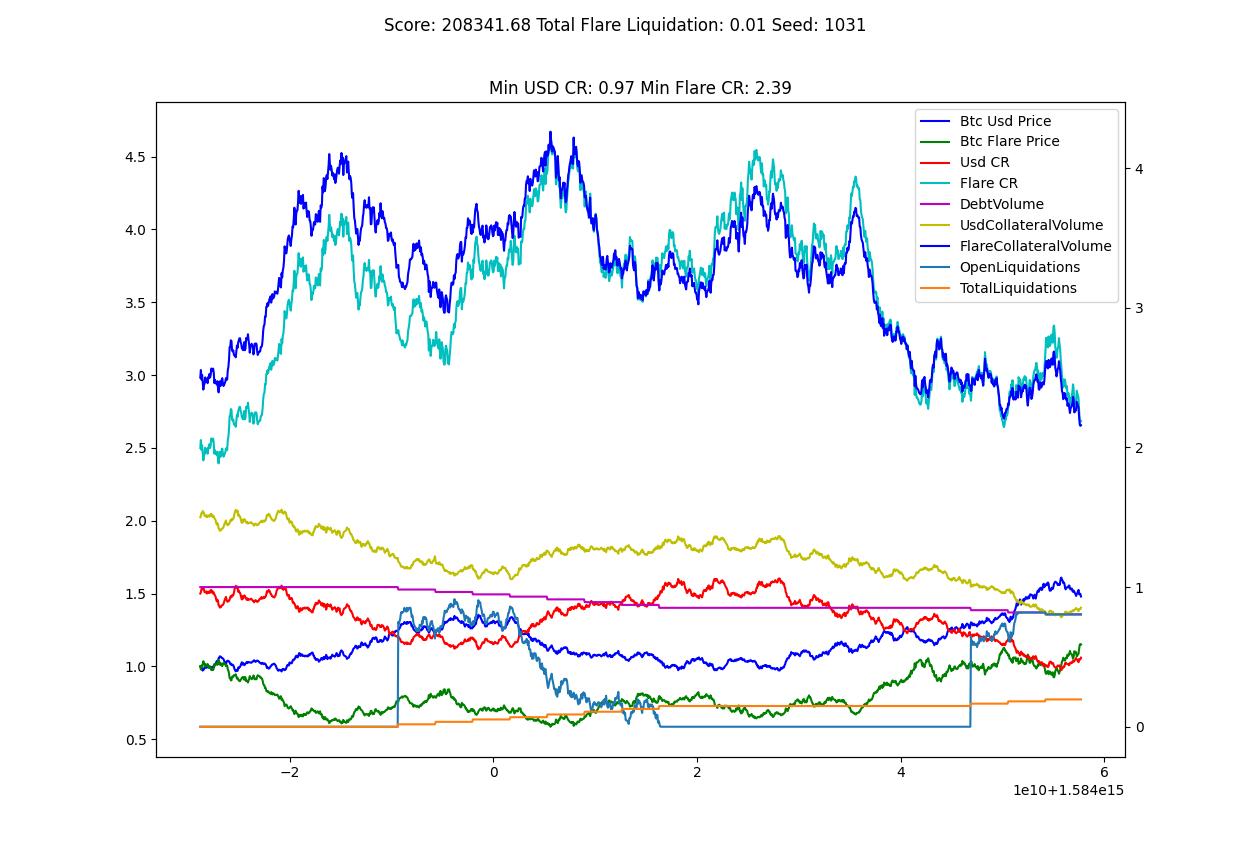 Score: 208341.68 Total Flare Liquidation: 0.01 Seed: 1031
Min USD CR: 0.97 Min Flare CR: 2.39
Btc Usd Price
Btc Flare Price
Usd CR
Flare CR
DebtVolume
UsdCollateralVolume
FlareCollateralVolume
OpenLiquidations
TotalLiquidations
4.5
4.0
3.5
3.0
2.5
2.0
1.5
1.0
0.5
4
3
2
1
0
−2
0
2
4
6
1e10+1.584e15